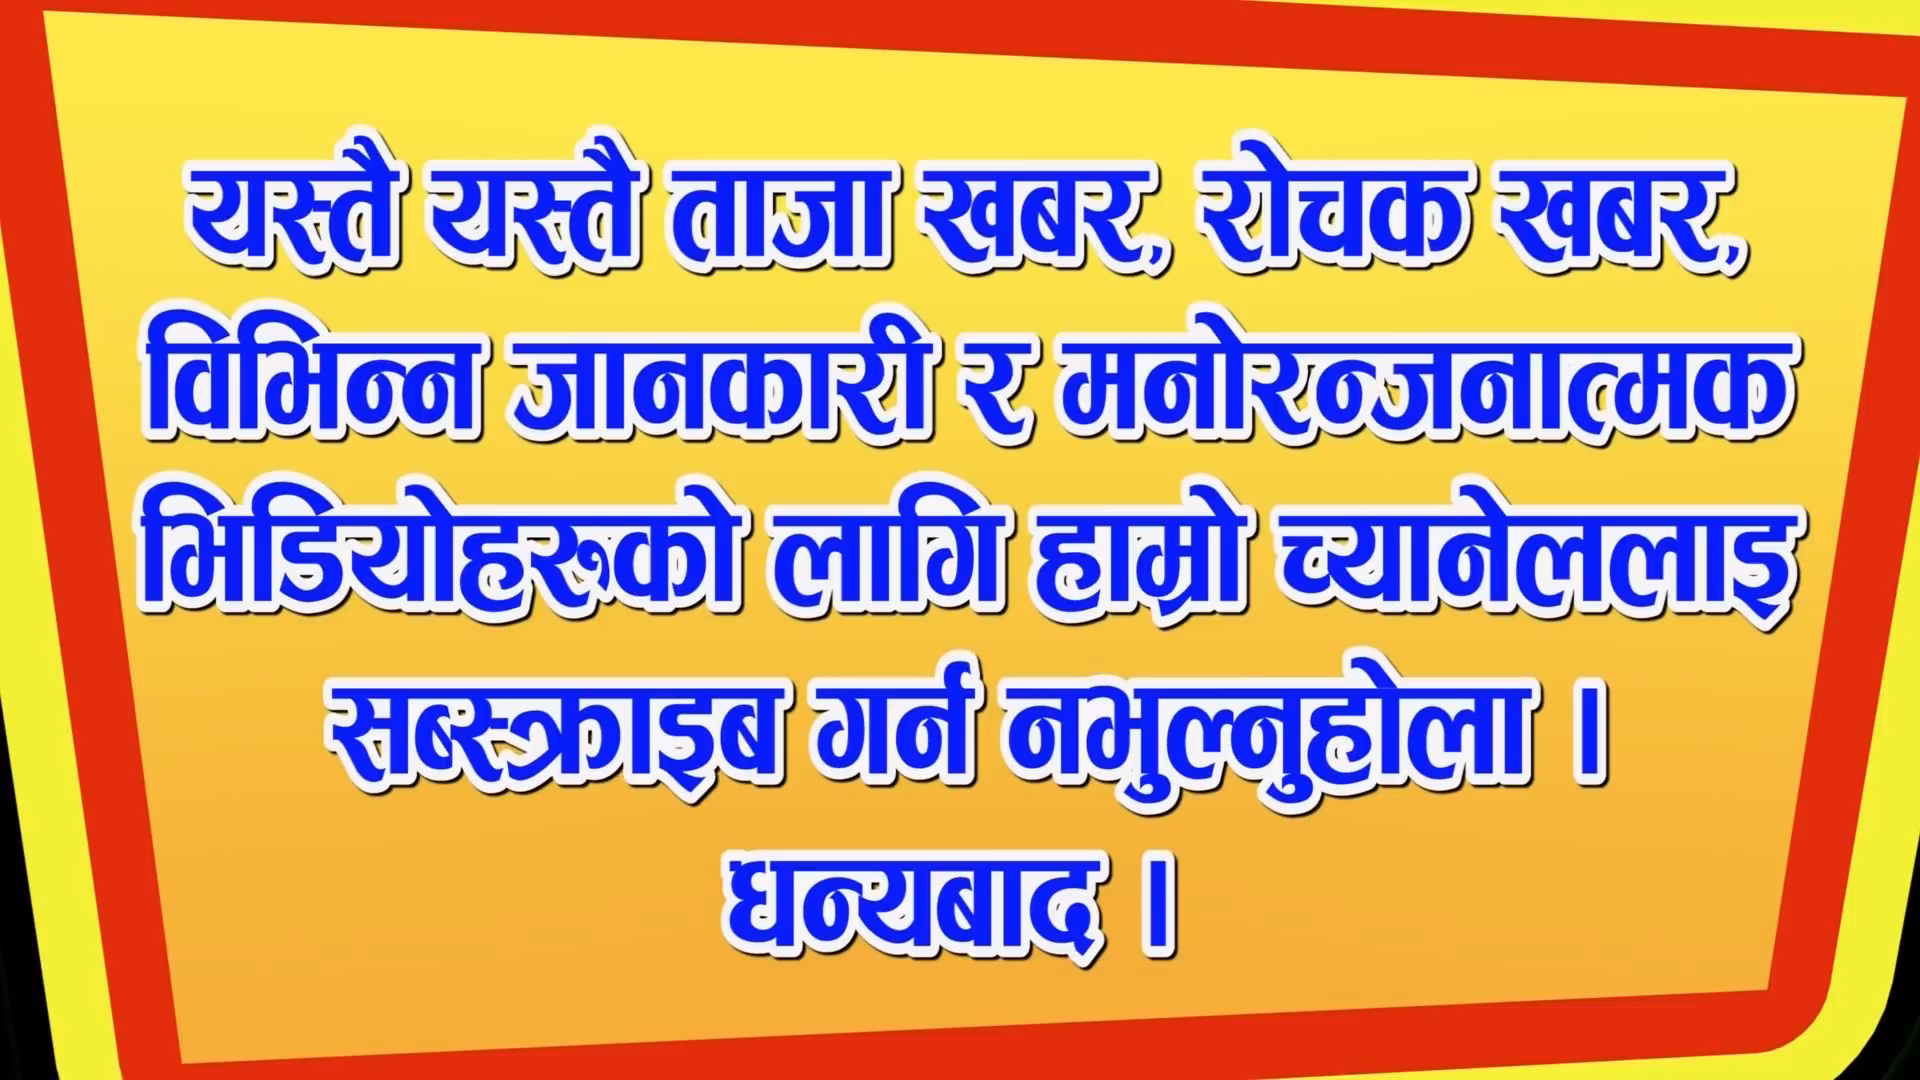 यस्तै यस्तै ताजा खबर, रोचक खबर,
विभिन्न जानकारी र मनोरन्जनात्मक
भिडियोहरुको लागि हाम्रो च्यानेललाइ
सब्स्क्राइब गर्न नभुल्नुहोला ।
धन्यबाद ।